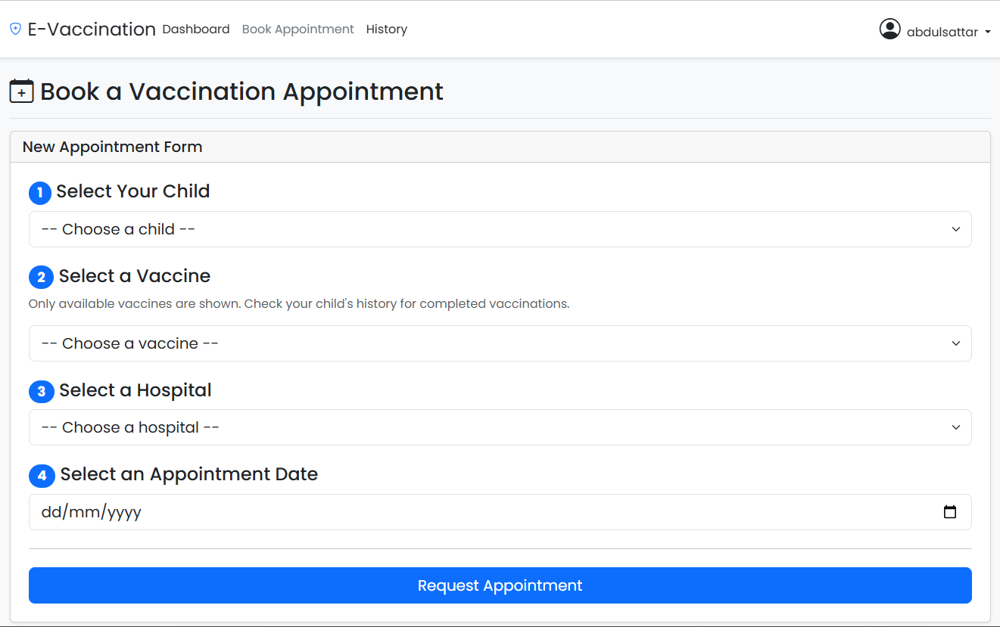 E-Vaccination Dashboard Book Appointment History abdulsattar
Book a Vaccination Appointment
New Appointment Form
1 Select Your Child
-- Choose a child --
2 Select a Vaccine
Only available vaccines are shown. Check your child's history for completed vaccinations.
-- Choose a vaccine --
3 Select a Hospital
-- Choose a hospital --
4 Select an Appointment Date
dd/mm/yyyy
Request Appointment